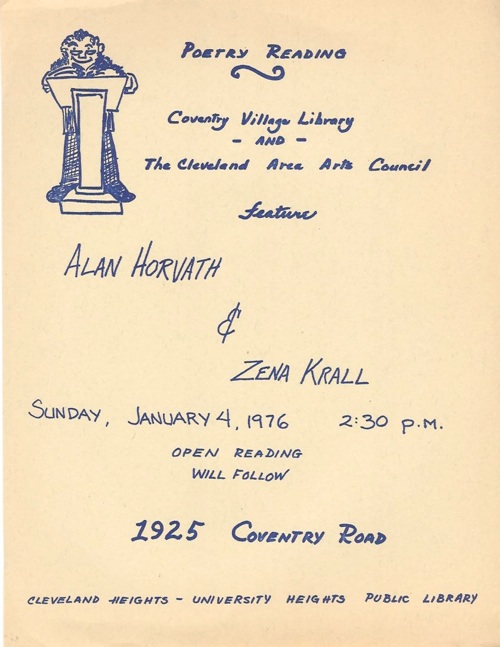 POETRY READING
Coventry Village Library
- AND -
The Cleveland Area Arts Council
feature
ALAN HORVATH
&
ZENA KRALL
SUNDAY, JANUARY 4, 1976 2:30 P.M.
OPEN READING
WILL FOLLOW
1925 COVENTRY ROAD
CLEVELAND HEIGHTS - UNIVERSITY HEIGHTS PUBLIC LIBRARY